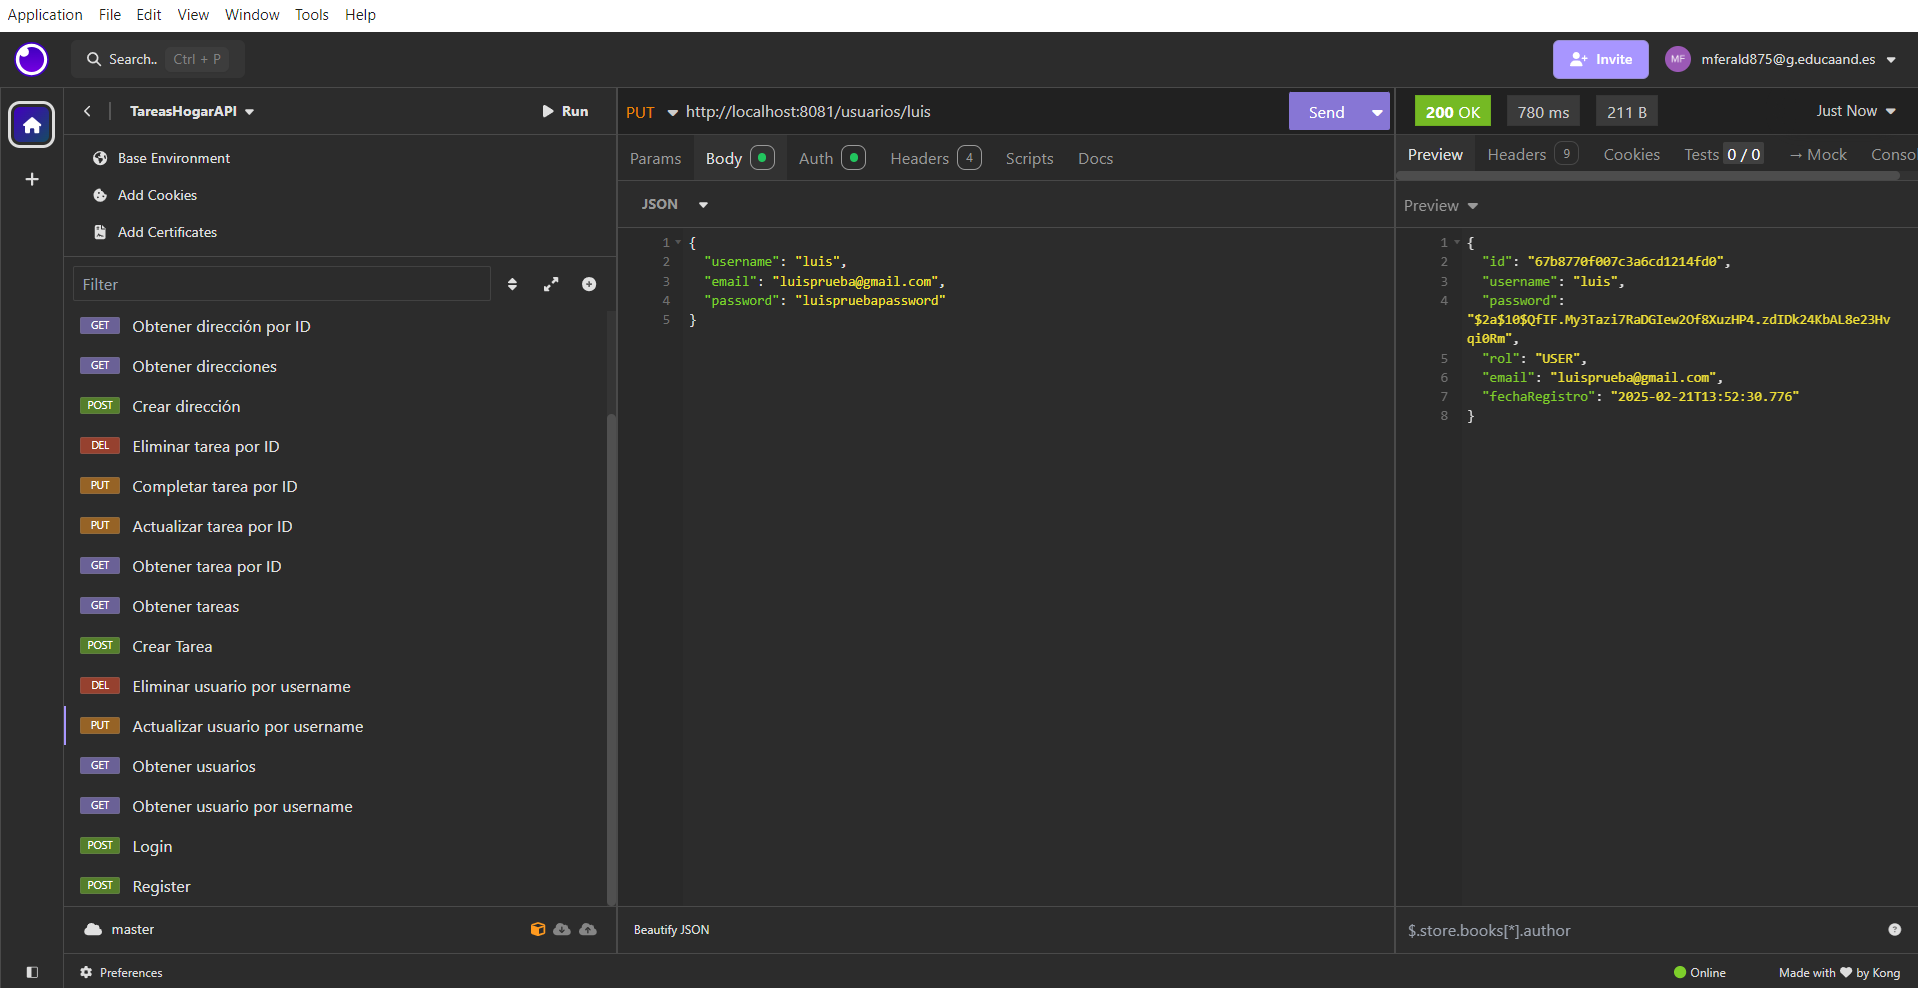 Application File Edit View Window Tools Help
Search.. Ctrl + P
Invite
MF mferald875@g.educaand.es
TareasHogarAPI
Run
Base Environment
Add Cookies
Add Certificates
Filter
GET Obtener dirección por ID
GET Obtener direcciones
POST Crear dirección
DEL Eliminar tarea por ID
PUT Completar tarea por ID
PUT Actualizar tarea por ID
GET Obtener tarea por ID
GET Obtener tareas
POST Crear Tarea
DEL Eliminar usuario por username
PUT Actualizar usuario por username
GET Obtener usuarios
GET Obtener usuario por username
POST Login
POST Register
master
Preferences
PUT http://localhost:8081/usuarios/luis Send
Params Body Auth Headers 4 Scripts Docs
JSON
1 {
2 "username": "luis",
3 "email": "luisprueba@gmail.com",
4 "password": "luispruebapassword"
5 }
Beautify JSON
200 OK 780 ms 211 B Just Now
Preview Headers 9 Cookies Tests 0 / 0 → Mock Conso
Preview
1 {
2 "id": "67b8770f007c3a6cd1214fd0",
3 "username": "luis",
4 "password":
"$2a$10$QfIF.My3Tazi7RaDGIew2Of8XuzHP4.zdIDk24KbAL8e23Hv
qi0Rm",
5 "rol": "USER",
6 "email": "luisprueba@gmail.com",
7 "fechaRegistro": "2025-02-21T13:52:30.776"
8 }
$.store.books[*].author
Online
Made with ♥ by Kong